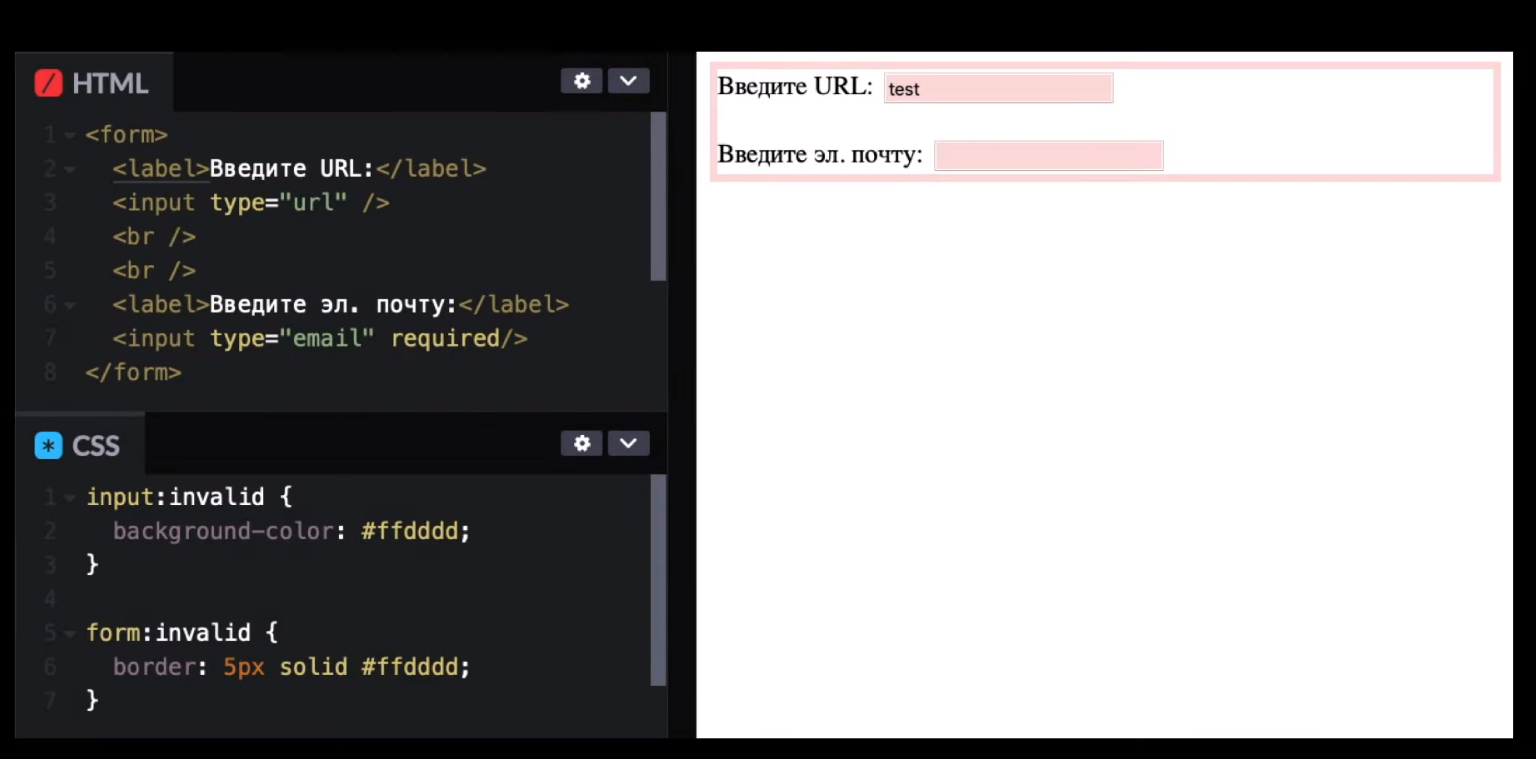 HTML
1 <form>
2 <label>Введите URL:</label>
3 <input type="url" />
4 <br />
5 <br />
6 <label>Введите эл. почту:</label>
7 <input type="email" required/>
8 </form>
CSS
1 input:invalid {
2 background-color: #ffdddd;
3 }
4
5 form:invalid {
6 border: 5px solid #ffdddd;
7 }
Введите URL: test
Введите эл. почту: